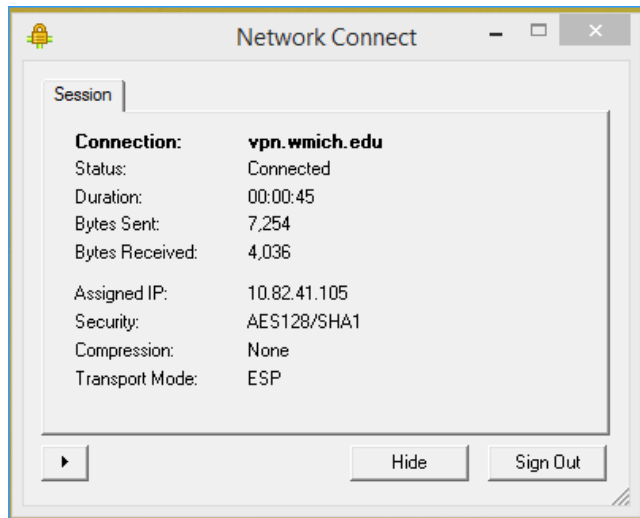 Network Connect
Session
Connection: vpn.wmich.edu
Status: Connected
Duration: 00:00:45
Bytes Sent: 7,254
Bytes Received: 4,036
Assigned IP: 10.82.41.105
Security: AES128/SHA1
Compression: None
Transport Mode: ESP
Hide Sign Out